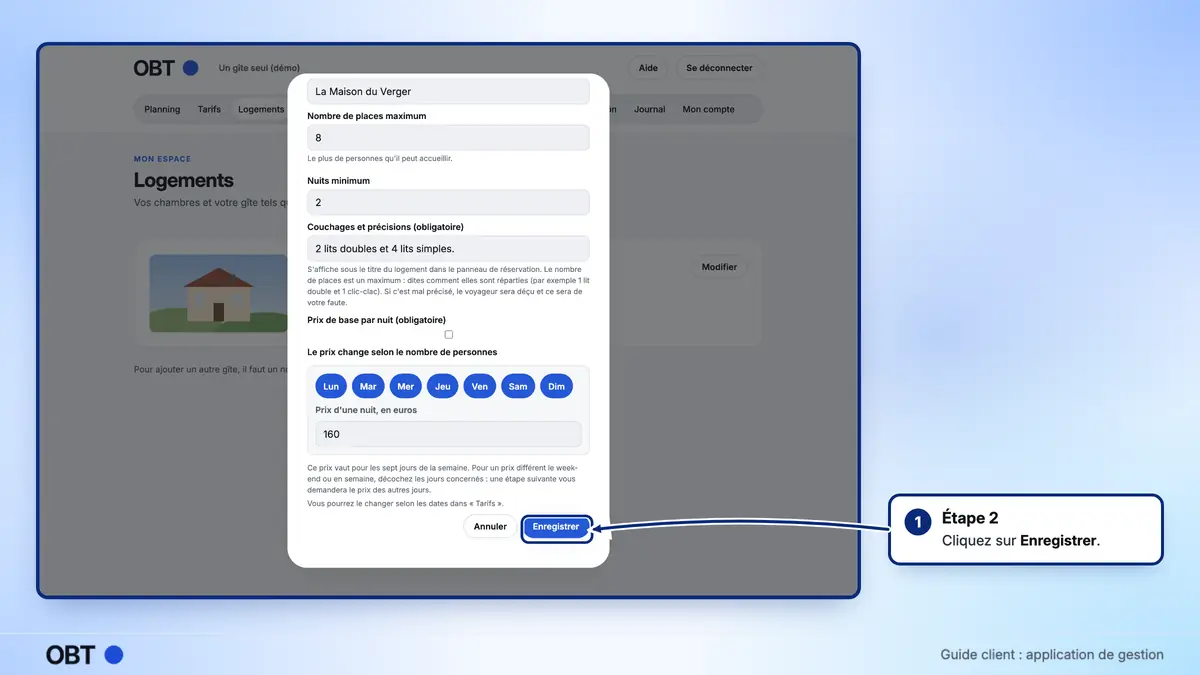 OBT
Un gîte seul (démo)
Aide
Se déconnecter
Planning
Tarifs
Logements
Journal
Mon compte
MON ESPACE
Logements
Vos chambres et votre gîte tels
Modifier
Pour ajouter un autre gîte, il faut un
La Maison du Verger
Nombre de places maximum
8
Le plus de personnes qu'il peut accueillir.
Nuits minimum
2
Couchages et précisions (obligatoire)
2 lits doubles et 4 lits simples.
S'affiche sous le titre du logement dans le panneau de réservation. Le nombre
de places est un maximum : dites comment elles sont réparties (par exemple 1 lit
double et 1 clic-clac). Si c'est mal précisé, le voyageur sera déçu et ce sera de
votre faute.
Prix de base par nuit (obligatoire)
Le prix change selon le nombre de personnes
Lun
Mar
Mer
Jeu
Ven
Sam
Dim
Prix d'une nuit, en euros
160
Ce prix vaut pour les sept jours de la semaine. Pour un prix différent le week-
end ou en semaine, décochez les jours concernés : une étape suivante vous
demandera le prix des autres jours.
Vous pourrez le changer selon les dates dans « Tarifs ».
Annuler
Enregistrer
1
Étape 2
Cliquez sur Enregistrer.
OBT
Guide client : application de gestion